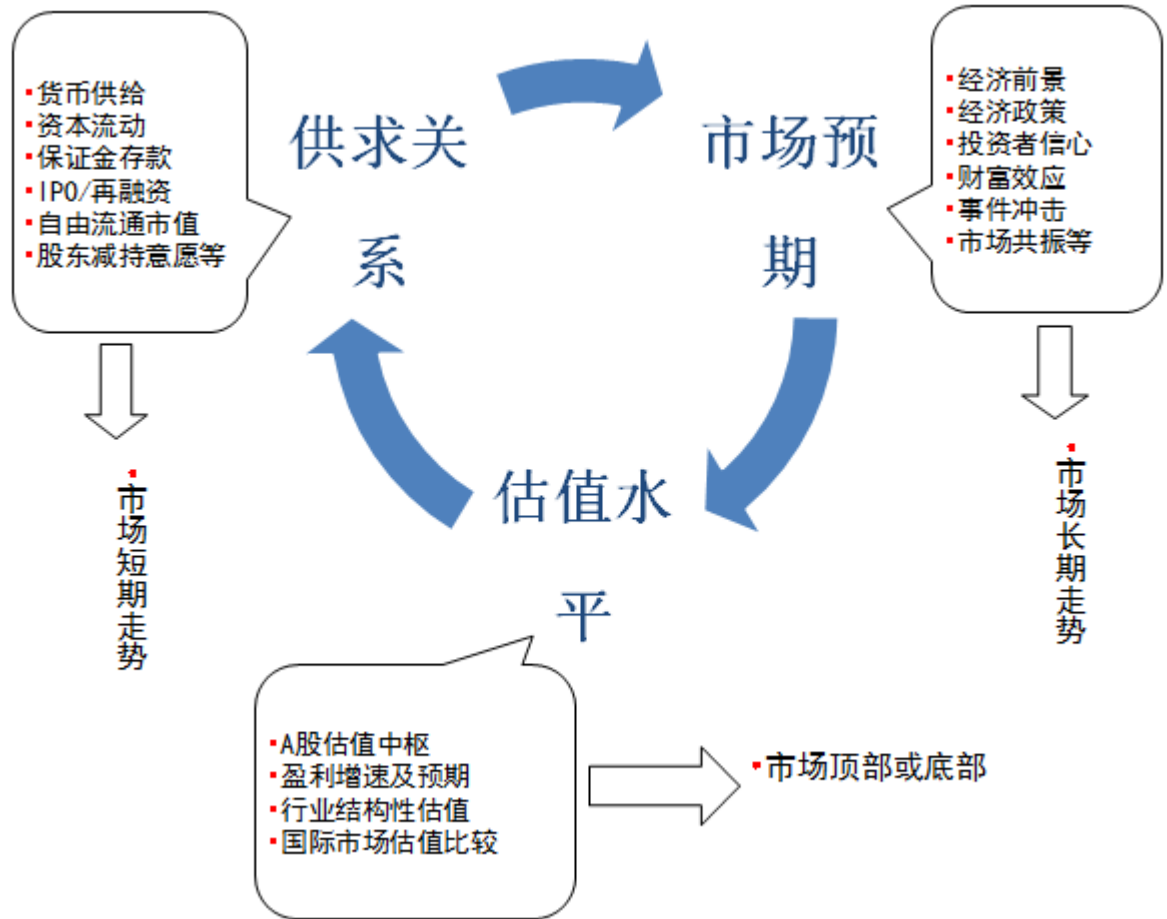 ▪货币供给
▪资本流动
▪保证金存款
▪IPO/再融资
▪自由流通市值
▪股东减持意愿等
供求关
系
市场预
期
▪经济前景
▪经济政策
▪投资者信心
▪财富效应
▪事件冲击
▪市场共振等
▪市场短期走势
估值水
平
▪市场长期走势
▪A股估值中枢
▪盈利增速及预期
▪行业结构性估值
▪国际市场估值比较
▪市场顶部或底部